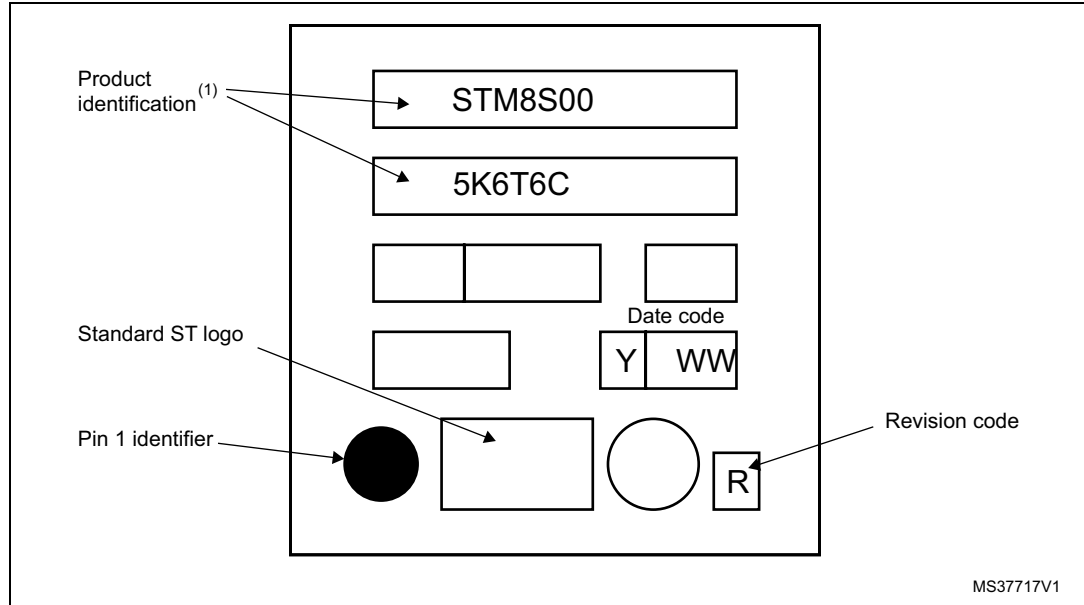 Product
identification (1)
STM8S00
5K6T6C
Date code
Standard ST logo
Y WW
Pin 1 identifier
Revision code
R
MS37717V1